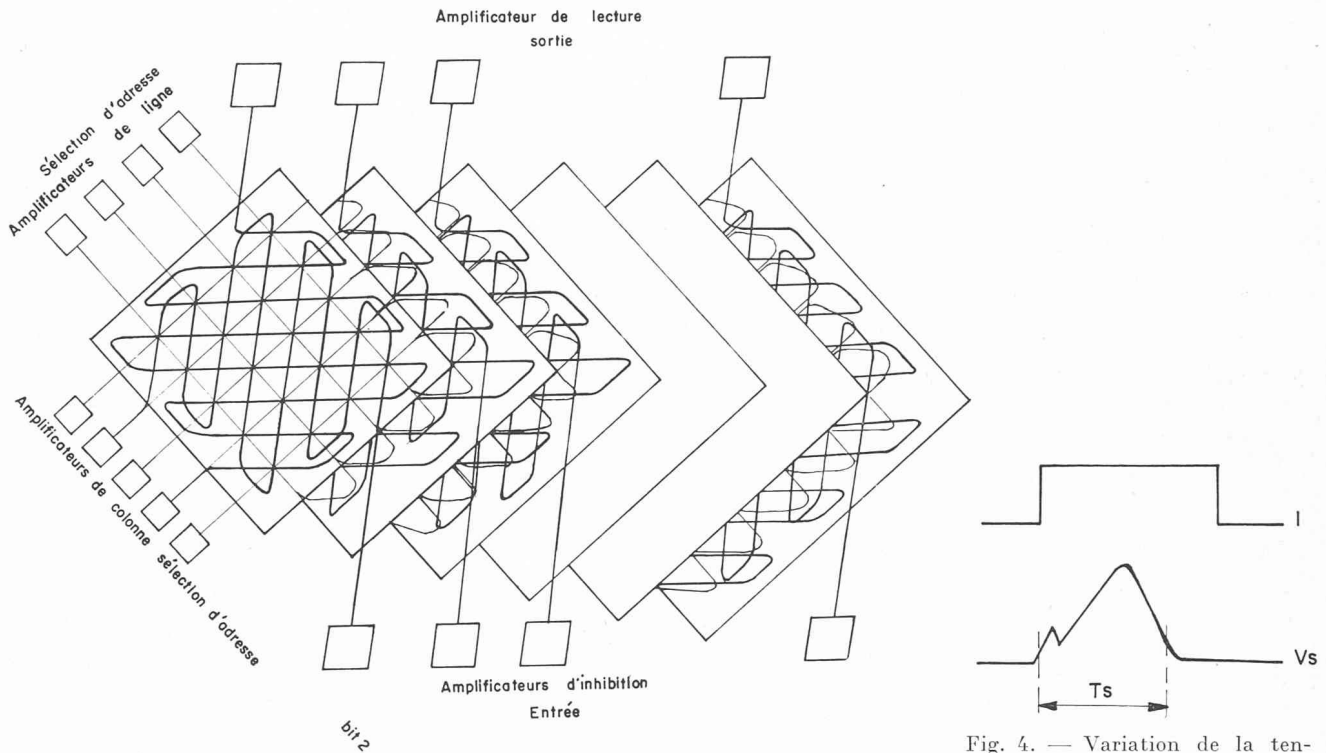 Amplificateur de lecture
sortie
Sélection d'adresse
Amplificateurs de ligne
Amplificateurs de colonne sélection d'adresse
Amplificateurs d'inhibition
Entrée
bit 2
I
Vs
Ts
Fig. 4. — Variation de la ten-